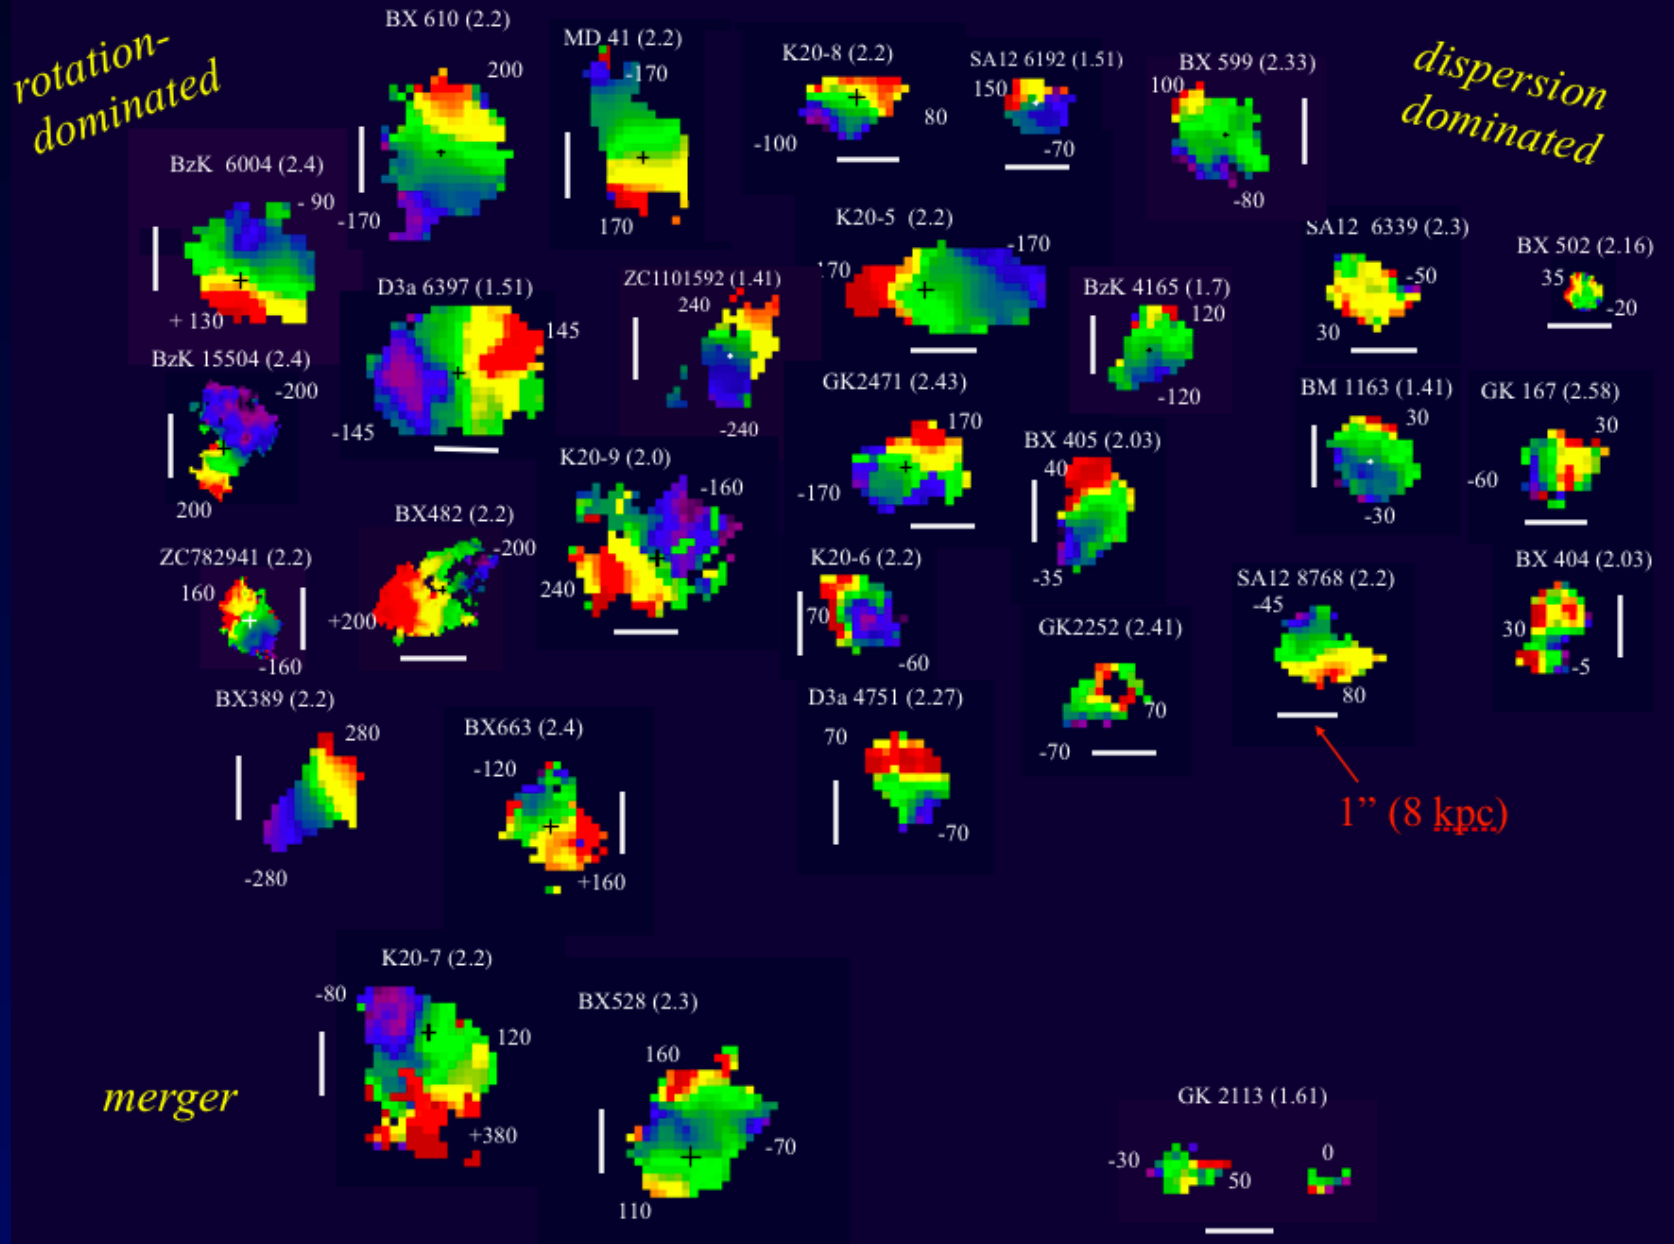 rotation-
dominated
dispersion
dominated
BX 610 (2.2)
200
-170
MD 41 (2.2)
-170
170
K20-8 (2.2)
80
-100
SA12 6192 (1.51)
150
-70
BX 599 (2.33)
100
-80
BzK  6004 (2.4)
- 90
+ 130
D3a 6397 (1.51)
145
-145
ZC1101592 (1.41)
240
-240
K20-5  (2.2)
-170
170
BzK 4165 (1.7)
120
-120
SA12  6339 (2.3)
-50
30
BX 502 (2.16)
35
-20
BzK 15504 (2.4)
-200
200
BX482 (2.2)
-200
+200
K20-9 (2.0)
-160
240
GK2471 (2.43)
170
-170
BX 405 (2.03)
40
-35
BM 1163 (1.41)
30
-30
GK 167 (2.58)
30
-60
ZC782941 (2.2)
160
-160
K20-6 (2.2)
70
-60
GK2252 (2.41)
70
-70
SA12 8768 (2.2)
-45
80
BX 404 (2.03)
30
-5
BX389 (2.2)
280
-280
BX663 (2.4)
-120
+160
D3a 4751 (2.27)
70
-70
1” (8 kpc)
merger
K20-7 (2.2)
-80
120
+380
BX528 (2.3)
160
-70
110
GK 2113 (1.61)
-30
50
0